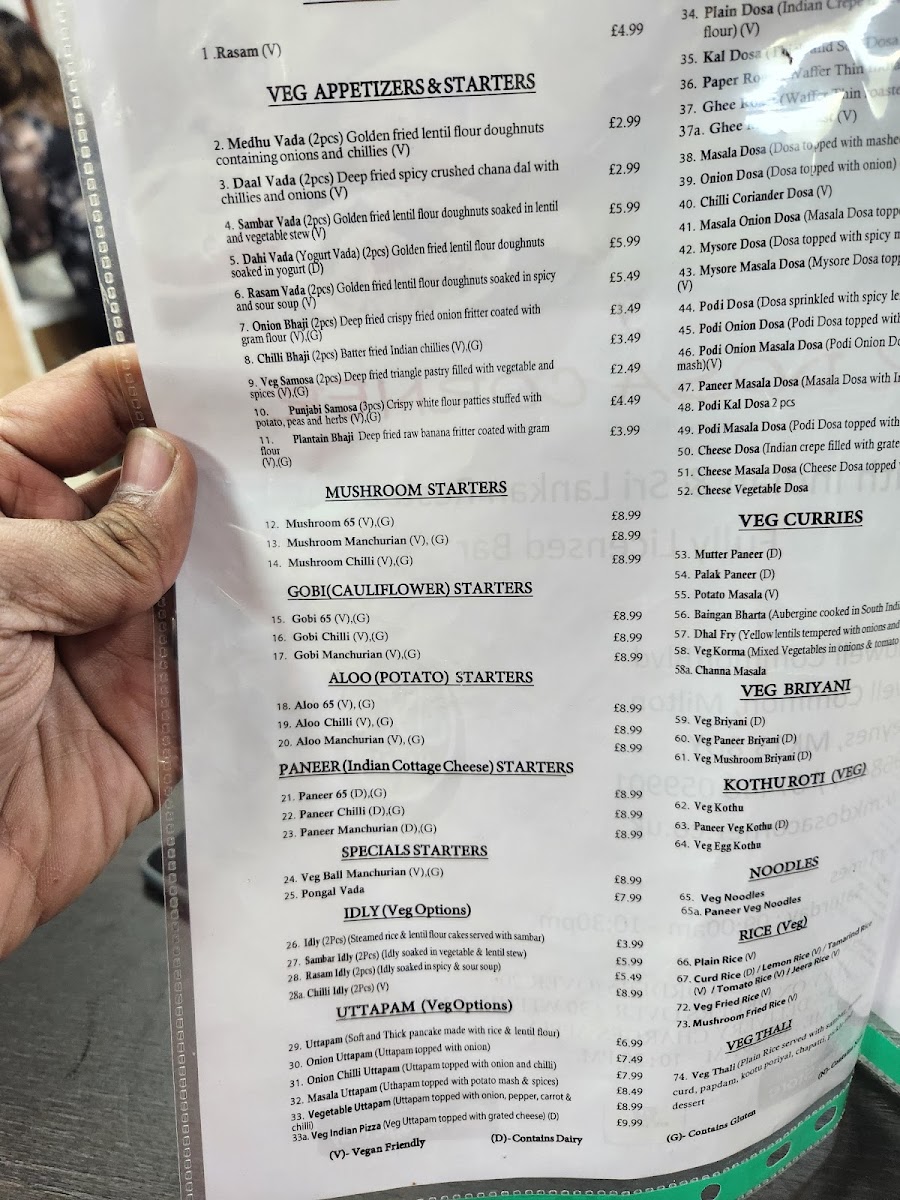 1 .Rasam (V)
£4.99
VEG APPETIZERS & STARTERS
2. Medhu Vada (2pcs) Golden fried lentil flour doughnuts
containing onions and chillies (V)
£2.99
3. Daal Vada (2pcs) Deep fried spicy crushed chana dal with
chillies and onions (V)
£2.99
4. Sambar Vada (2pcs) Golden fried lentil flour doughnuts soaked in lentil
and vegetable stew (V)
£5.99
5. Dahi Vada (Yogurt Vada) (2pcs) Golden fried lentil flour doughnuts
soaked in yogurt (D)
£5.99
6. Rasam Vada (2pcs) Golden fried lentil flour doughnuts soaked in spicy
and sour soup (V)
£5.49
7. Onion Bhaji (2pcs) Deep fried crispy fried onion fritter coated with
gram flour (V),(G)
£3.49
8. Chilli Bhaji (2pcs) Batter fried Indian chillies (V),(G)
£3.49
9. Veg Samosa (2pcs) Deep fried triangle pastry filled with vegetable and
spices (V),(G)
£2.49
10. Punjabi Samosa (3pcs) Crispy white flour patties stuffed with
potato, peas and herbs (V),(G)
£4.49
11. Plantain Bhaji Deep fried raw banana fritter coated with gram
flour
(V),(G)
£3.99
MUSHROOM STARTERS
12. Mushroom 65 (V),(G) £8.99
13. Mushroom Manchurian (V), (G) £8.99
14. Mushroom Chilli (V),(G) £8.99
GOBI(CAULIFLOWER) STARTERS
15. Gobi 65 (V),(G) £8.99
16. Gobi Chilli (V),(G) £8.99
17. Gobi Manchurian (V),(G) £8.99
ALOO (POTATO) STARTERS
18. Aloo 65 (V), (G) £8.99
19. Aloo Chilli (V), (G) £8.99
20. Aloo Manchurian (V), (G) £8.99
PANEER (Indian Cottage Cheese) STARTERS
21. Paneer 65 (D),(G) £8.99
22. Paneer Chilli (D),(G) £8.99
23. Paneer Manchurian (D),(G) £8.99
SPECIALS STARTERS
24. Veg Ball Manchurian (V),(G) £8.99
25. Pongal Vada £7.99
IDLY (Veg Options)
26. Idly (2Pcs) (Steamed rice & lentil flour cakes served with sambar) £3.99
27. Sambar Idly (2pcs) (Idly soaked in vegetable & lentil stew) £5.99
28. Rasam Idly (2pcs) (Idly soaked in spicy & sour soup) £5.49
28a. Chilli Idly (2Pcs) (V) £8.99
UTTAPAM (Veg Options)
29. Uttapam (Soft and Thick pancake made with rice & lentil flour) £6.99
30. Onion Uttapam (Uttapam topped with onion) £7.49
31. Onion Chilli Uttapam (Uttapam topped with onion and chilli) £7.99
32. Masala Uttapam (Uthapam topped with potato mash & spices) £8.49
33. Vegetable Uttapam (Uttapam topped with onion, pepper, carrot &
chilli)
£8.99
33a. Veg Indian Pizza (Veg Uttapam topped with grated cheese) (D) £9.99
(V)- Vegan Friendly (D)- Contains Dairy (G)- Contains Gluten
34. Plain Dosa (Indian Crepe
flour) (V)
35. Kal Dosa Dosa
36. Paper Waffer Thin
37. Ghee (Waffer Thin
37a. Ghee (V)
38. Masala Dosa (Dosa topped with
39. Onion Dosa (Dosa topped with onion)
40. Chilli Coriander Dosa (V)
41. Masala Onion Dosa (Masala Dosa
42. Mysore Dosa (Dosa topped with spicy
43. Mysore Masala Dosa (Mysore Dosa
(V)
44. Podi Dosa (Dosa sprinkled with spicy
45. Podi Onion Dosa (Podi Dosa topped
46. Podi Onion Masala Dosa (Podi Onion
mash)(V)
47. Paneer Masala Dosa (Masala Dosa with
48. Podi Kal Dosa 2 pcs
49. Podi Masala Dosa (Podi Dosa topped with
50. Cheese Dosa (Indian crepe filled with
51. Cheese Masala Dosa (Cheese Dosa topped
52. Cheese Vegetable Dosa
VEG CURRIES
53. Mutter Paneer (D)
54. Palak Paneer (D)
55. Potato Masala (V)
56. Baingan Bharta (Aubergine cooked in South
57. Dhal Fry (Yellow lentils tempered with onions and
58. Veg Korma (Mixed Vegetables in onions & tomato
58a. Channa Masala
VEG BRIYANI
59. Veg Briyani (D)
60. Veg Paneer Briyani (D)
61. Veg Mushroom Briyani (D)
KOTHU ROTI (VEG)
62. Veg Kothu
63. Paneer Veg Kothu (D)
64. Veg Egg Kothu
NOODLES
65. Veg Noodles
65a. Paneer Veg Noodles
RICE (Veg)
66. Plain Rice (V)
67. Curd Rice (D) / Lemon Rice (V) / Tamarind Rice
(V) / Tomato Rice (V) / Jeera Rice (V)
72. Veg Fried Rice (V)
73. Mushroom Fried Rice (V)
VEG THALI
74. Veg Thali (Plain Rice served with
curd, papdam, kootu poriyal, chapatti,
dessert